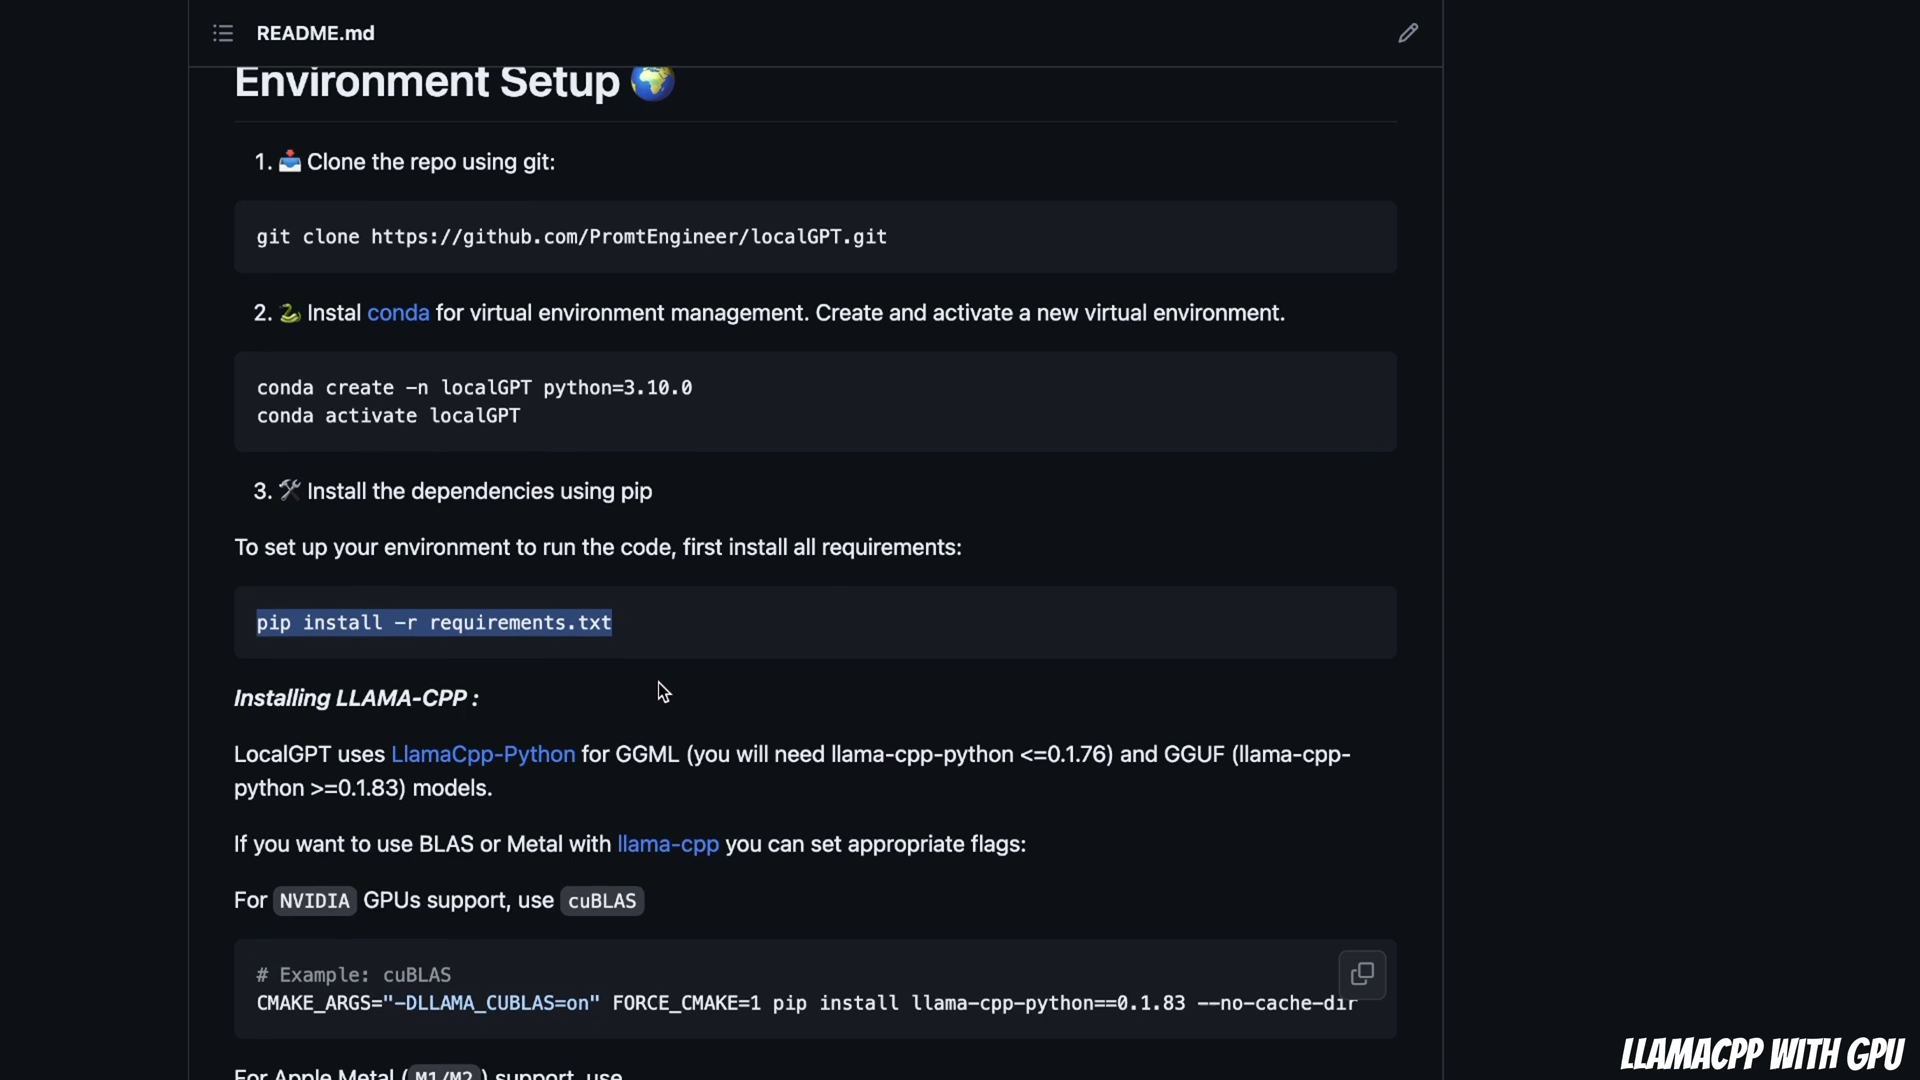 README.md
Environment Setup 🌍
1. 📥 Clone the repo using git:
git clone https://github.com/PromtEngineer/localGPT.git
2. 🐍 Instal conda for virtual environment management. Create and activate a new virtual environment.
conda create -n localGPT python=3.10.0
conda activate localGPT
3. 🛠 Install the dependencies using pip
To set up your environment to run the code, first install all requirements:
pip install -r requirements.txt
Installing LLAMA-CPP :
LocalGPT uses LlamaCpp-Python for GGML (you will need llama-cpp-python <=0.1.76) and GGUF (llama-cpp-
python >=0.1.83) models.
If you want to use BLAS or Metal with llama-cpp you can set appropriate flags:
For NVIDIA GPUs support, use cuBLAS
# Example: cuBLAS
CMAKE_ARGS="-DLLAMA_CUBLAS=on" FORCE_CMAKE=1 pip install llama-cpp-python==0.1.83 --no-cache-dir
For Apple Metal (M1/M2) support, use
LLAMACPP WITH GPU